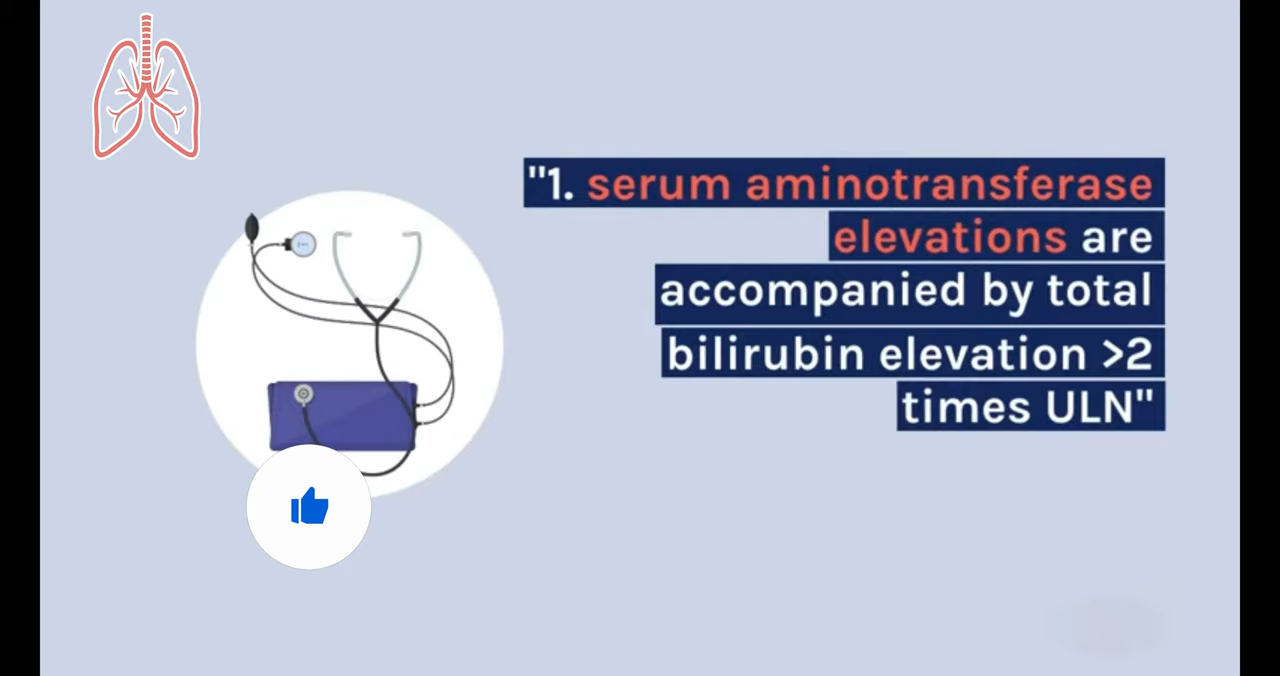 "1. serum aminotransferase
elevations are
accompanied by total
bilirubin elevation >2
times ULN"